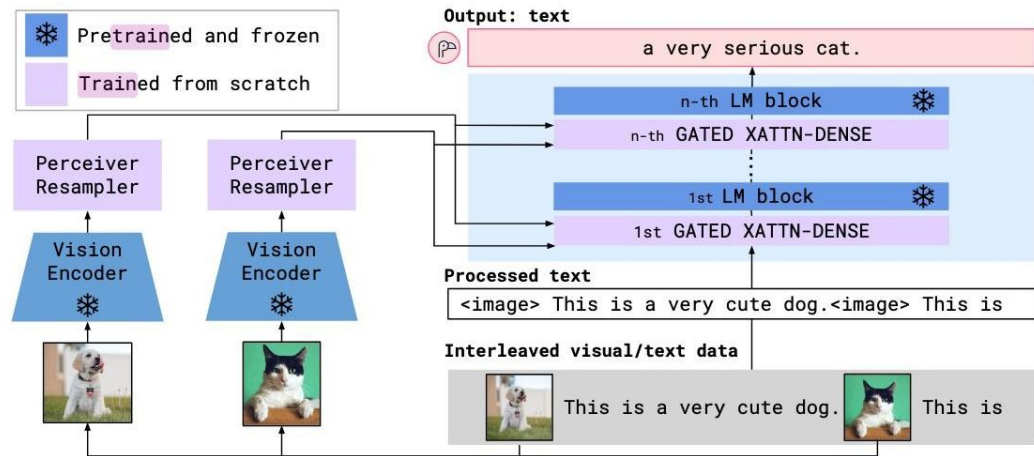 Pretrained and frozen
Trained from scratch
Perceiver
Resampler
Perceiver
Resampler
Vision
Encoder
Vision
Encoder
Output: text
a very serious cat.
n-th LM block
n-th GATED XATTN-DENSE
1st LM block
1st GATED XATTN-DENSE
Processed text
<image> This is a very cute dog.<image> This is
Interleaved visual/text data
This is a very cute dog. This is